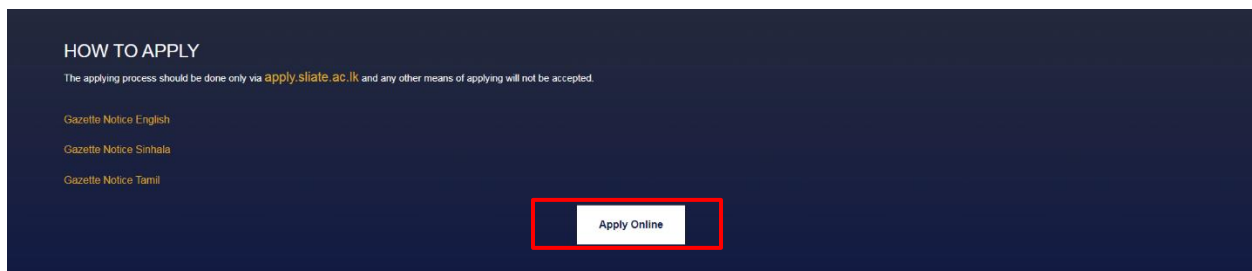 HOW TO APPLY
The applying process should be done only via apply.sliate.ac.lk and any other means of applying will not be accepted.
Gazette Notice English
Gazette Notice Sinhala
Gazette Notice Tamil
Apply Online